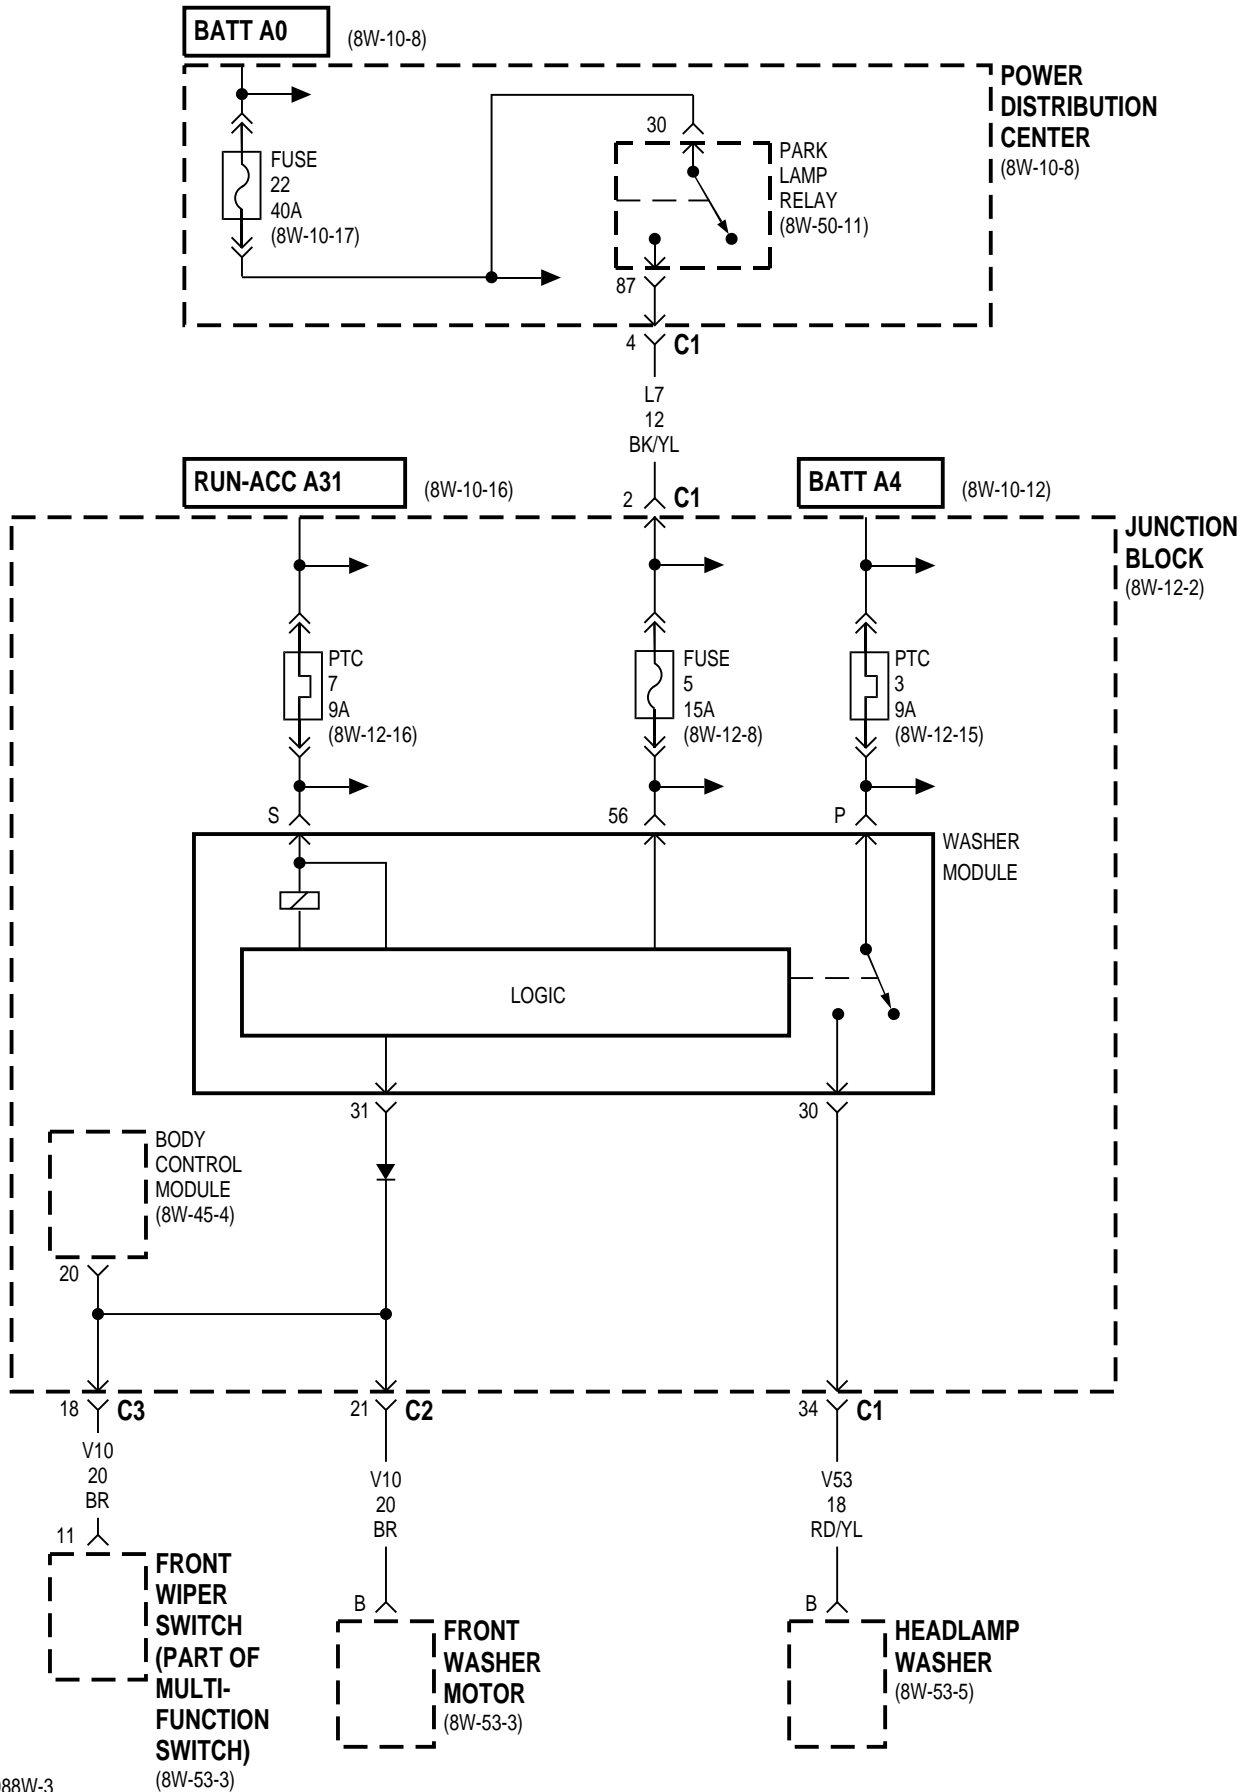 BATT A0
(8W-10-8)
POWER
DISTRIBUTION
CENTER
(8W-10-8)
FUSE
22
40A
(8W-10-17)
30
PARK
LAMP
RELAY
(8W-50-11)
87
4
C1
L7
12
BK/YL
RUN-ACC A31
(8W-10-16)
2
C1
BATT A4
(8W-10-12)
JUNCTION
BLOCK
(8W-12-2)
PTC
7
9A
(8W-12-16)
FUSE
5
15A
(8W-12-8)
PTC
3
9A
(8W-12-15)
S
56
P
WASHER
MODULE
LOGIC
31
30
BODY
CONTROL
MODULE
(8W-45-4)
20
18
C3
21
C2
34
C1
V10
20
BR
V10
20
BR
V53
18
RD/YL
11
FRONT
WIPER
SWITCH
(PART OF
MULTI-
FUNCTION
SWITCH)
(8W-53-3)
B
FRONT
WASHER
MOTOR
(8W-53-3)
B
HEADLAMP
WASHER
(8W-53-5)